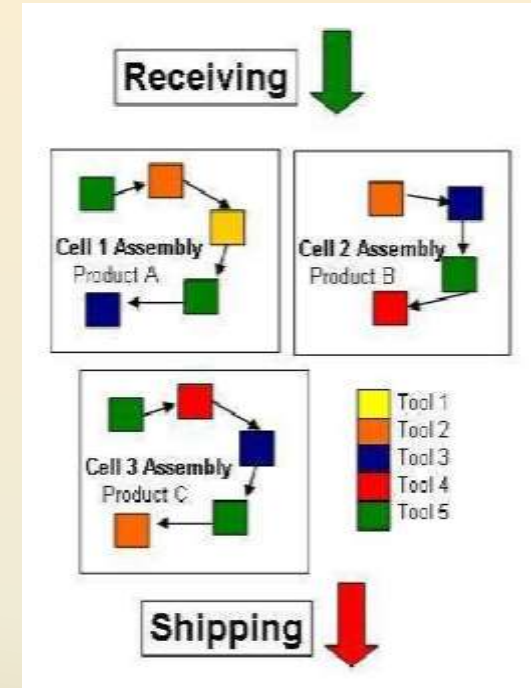 Receiving
Cell 1 Assembly
Product A
Cell 2 Assembly
Product B
Cell 3 Assembly
Product C
Tool 1
Tool 2
Tool 3
Tool 4
Tool 5
Shipping